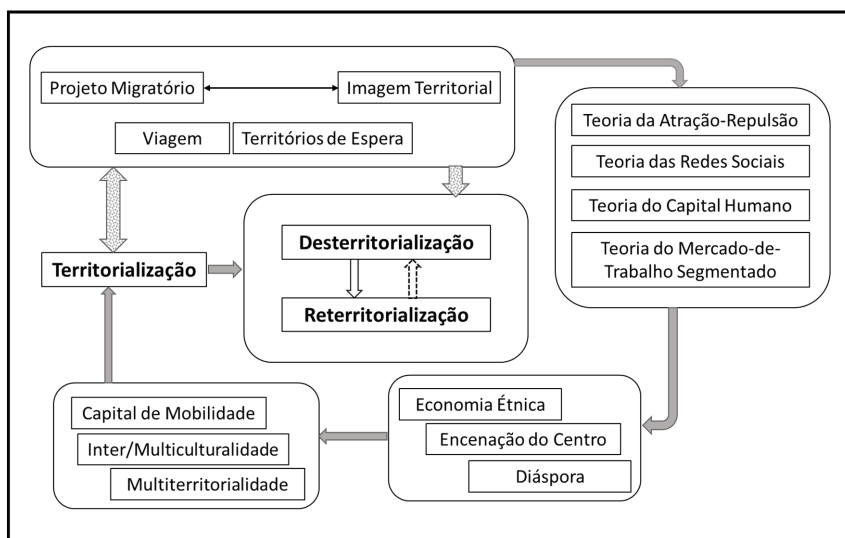 Projeto Migratório
Imagem Territorial
Viagem
Territórios de Espera
Teoria da Atração-Repulsão
Teoria das Redes Sociais
Teoria do Capital Humano
Teoria do Mercado-de-
Trabalho Segmentado
Territorialização
Desterritorialização
Reterritorialização
Capital de Mobilidade
Inter/Multiculturalidade
Multiterritorialidade
Economia Étnica
Encenação do Centro
Diáspora